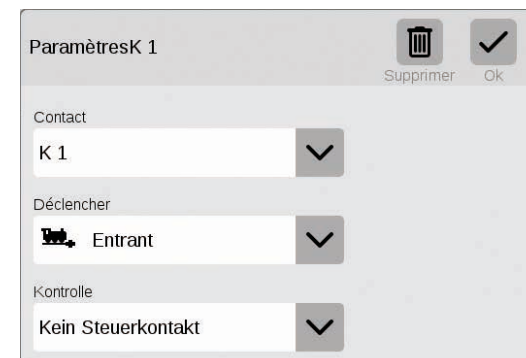 ParamètresK 1
Supprimer
Ok
Contact
K 1
Déclencher
Entrant
Kontrolle
Kein Steuerkontakt